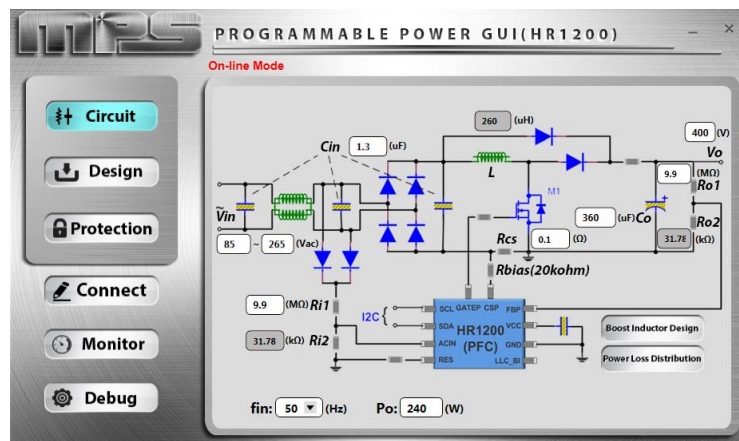 MPS PROGRAMMABLE POWER GUI(HR1200) _ ×
On-line Mode
Circuit
Design
Protection
Connect
Monitor
Debug
260 (uH)
400 (V)
Cin 1.3 (uF)
Vo
L
9.9 (MΩ)
Ro1
M1
~
Vin
360 (uF) Co
Ro2
85 ~ 265 (Vac)
Rcs 0.1 (Ω)
31.78 (kΩ)
Rbias(20kohm)
9.9 (MΩ) Ri1
I2C
SCL GATEP CSP FBP
SDA HR1200 VCC
31.78 (kΩ) Ri2
ACIN (PFC) GND
RES LLC_BI
Boost Inductor Design
Power Loss Distribution
fin: 50 (Hz) Po: 240 (W)